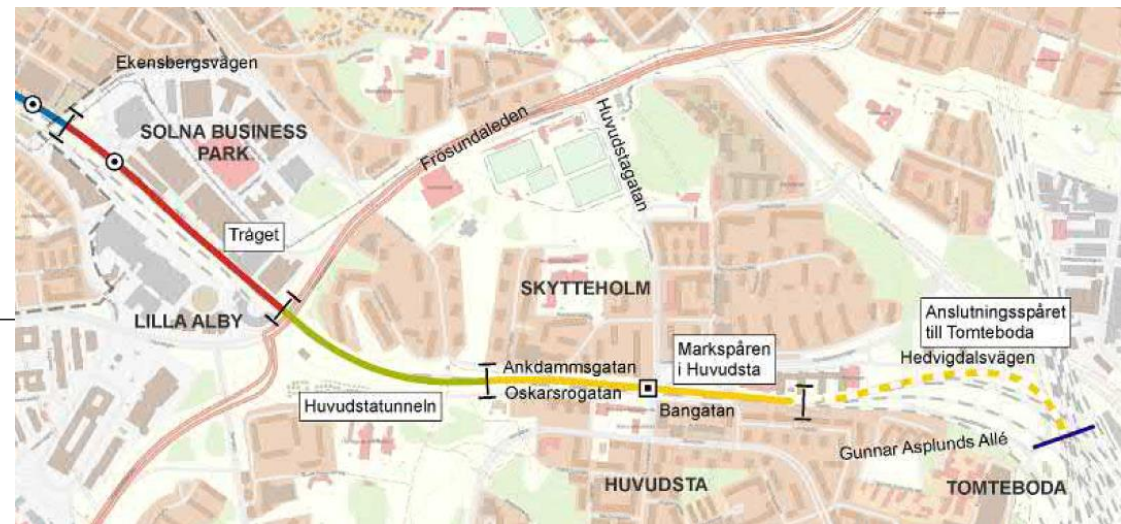 Ekensbergsvägen
SOLNA BUSINESS
PARK
Frösundaleden
Huvudstagatan
Tråget
SKYTTEHOLM
LILLA ALBY
Anslutningsspåret
till Tomteboda
Hedvigdalsvägen
Markspåren
i Huvudsta
Ankdammsgatan
Oskarsrogatan
Huvudstatunneln
Bangatan
Gunnar Asplunds Allé
HUVUDSTA
TOMTEBODA